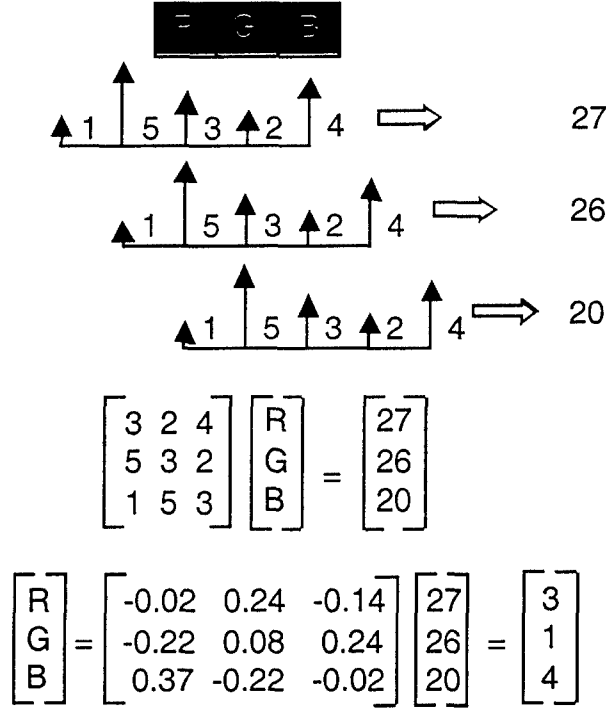 R G B
1 5 3 2 4 27
1 5 3 2 4 26
1 5 3 2 4 20
3 2 4 R 27
5 3 2 G = 26
1 5 3 B 20
R -0.02 0.24 -0.14 27 3
G = -0.22 0.08 0.24 26 = 1
B 0.37 -0.22 -0.02 20 4